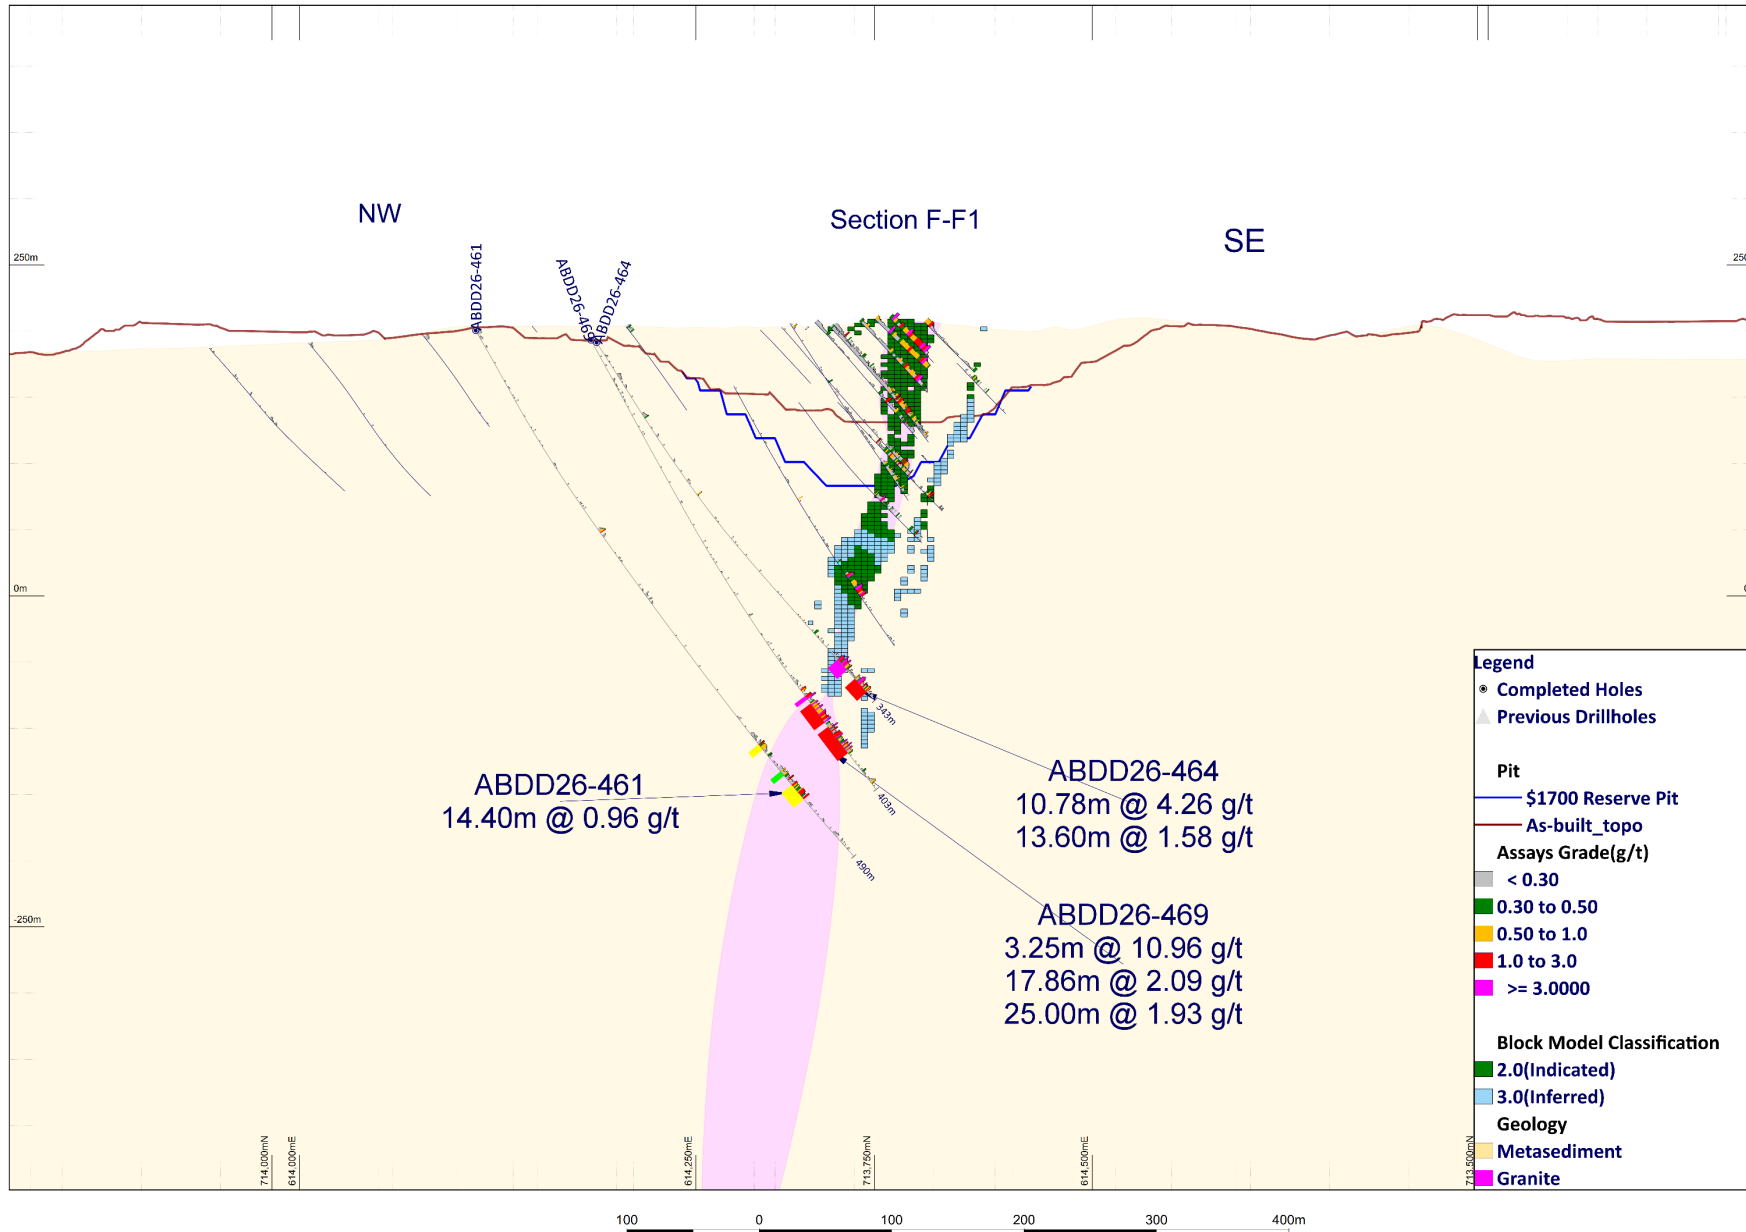 NW
Section F-F1
SE
250m
250
ABDD26-461
ABDD26-469
ABDD26-464
0m
0
343m
403m
490m
ABDD26-461
14.40m @ 0.96 g/t
ABDD26-464
10.78m @ 4.26 g/t
13.60m @ 1.58 g/t
ABDD26-469
3.25m @ 10.96 g/t
17.86m @ 2.09 g/t
25.00m @ 1.93 g/t
-250m
Legend
Completed Holes
Previous Drillholes
Pit
$1700 Reserve Pit
As-built_topo
Assays Grade(g/t)
< 0.30
0.30 to 0.50
0.50 to 1.0
1.0 to 3.0
>= 3.0000
Block Model Classification
2.0(Indicated)
3.0(Inferred)
Geology
Metasediment
Granite
714,000mN
614,000mE
614,250mE
713,750mN
614,500mE
713,500mN
100 0 100 200 300 400m